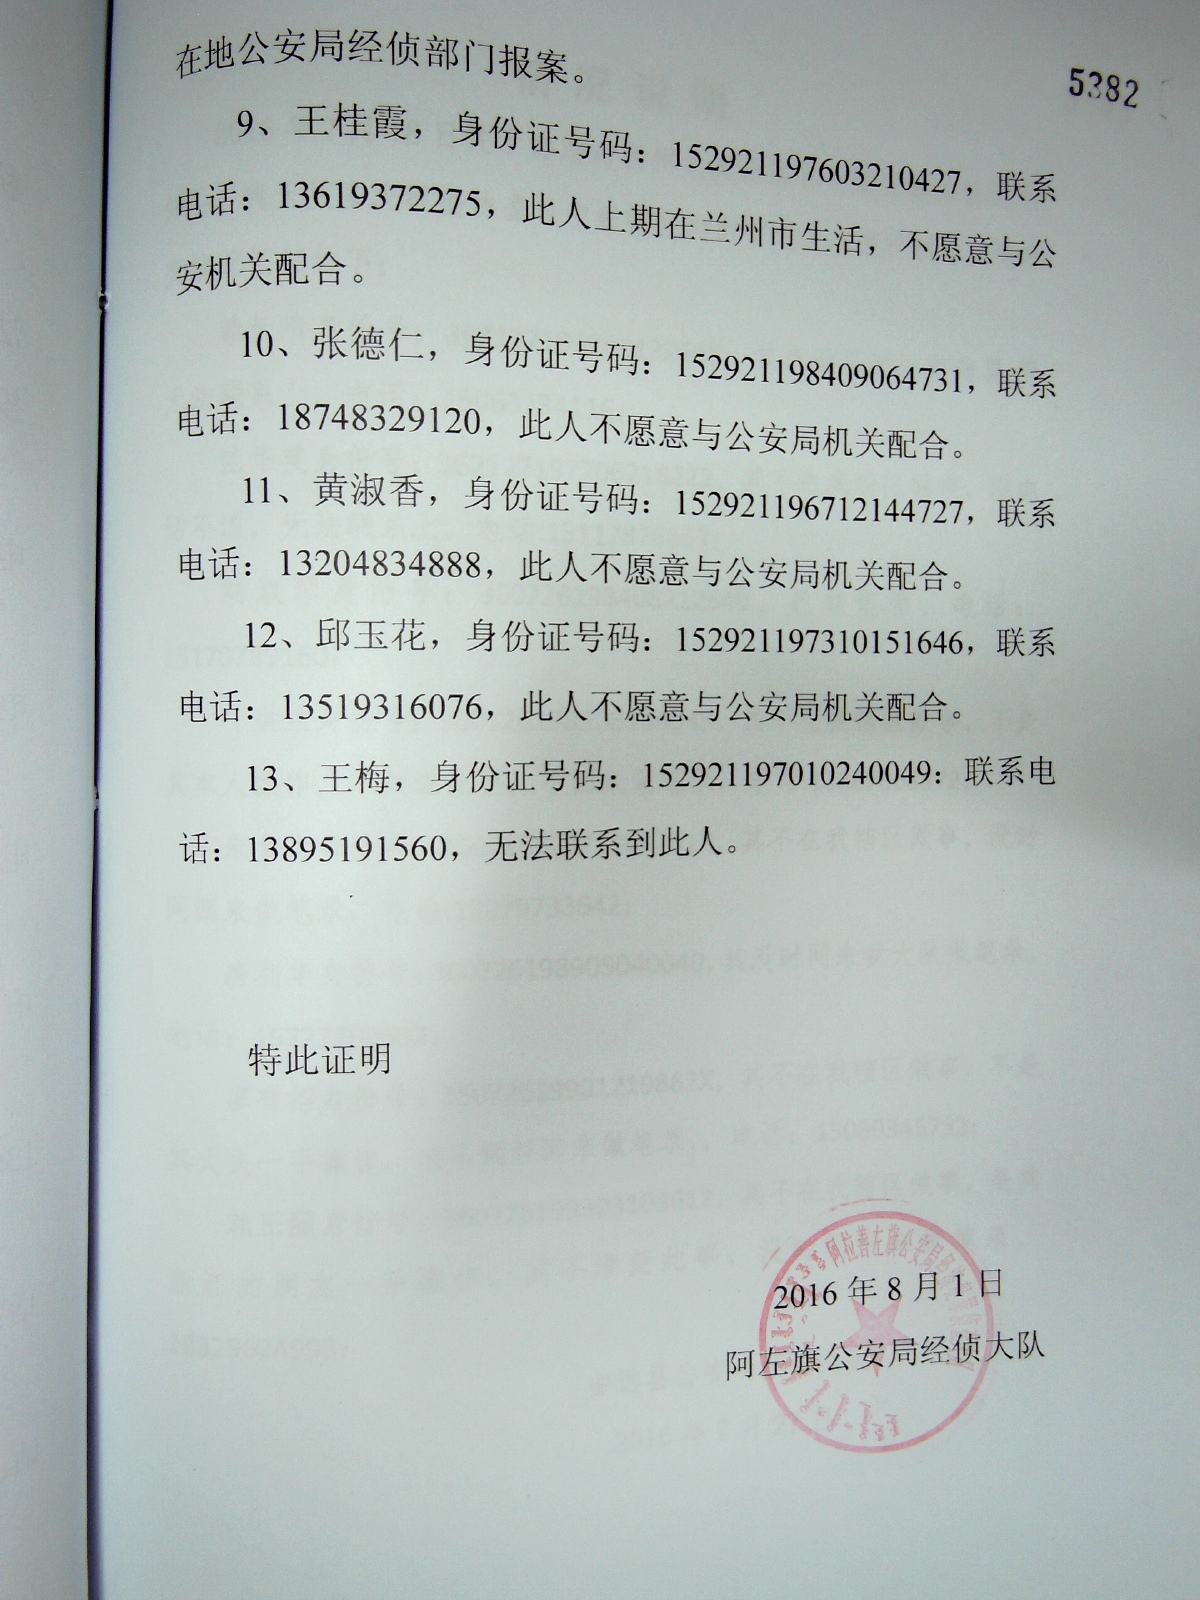 5382
在地公安局经侦部门报案。
9、王桂霞，身份证号码：152921197603210427，联系
电话：13619372275，此人上期在兰州市生活，不愿意与公
安机关配合。
10、张德仁，身份证号码：152921198409064731，联系
电话：18748329120，此人不愿意与公安局机关配合。
11、黄淑香，身份证号码：152921196712144727，联系
电话：13204834888，此人不愿意与公安局机关配合。
12、邱玉花，身份证号码：152921197310151646，联系
电话：13519316076，此人不愿意与公安局机关配合。
13、王梅，身份证号码：152921197010240049：联系电
话：13895191560，无法联系到此人。
特此证明
阿拉善左旗公安局
2016年8月1日
阿左旗公安局经侦大队